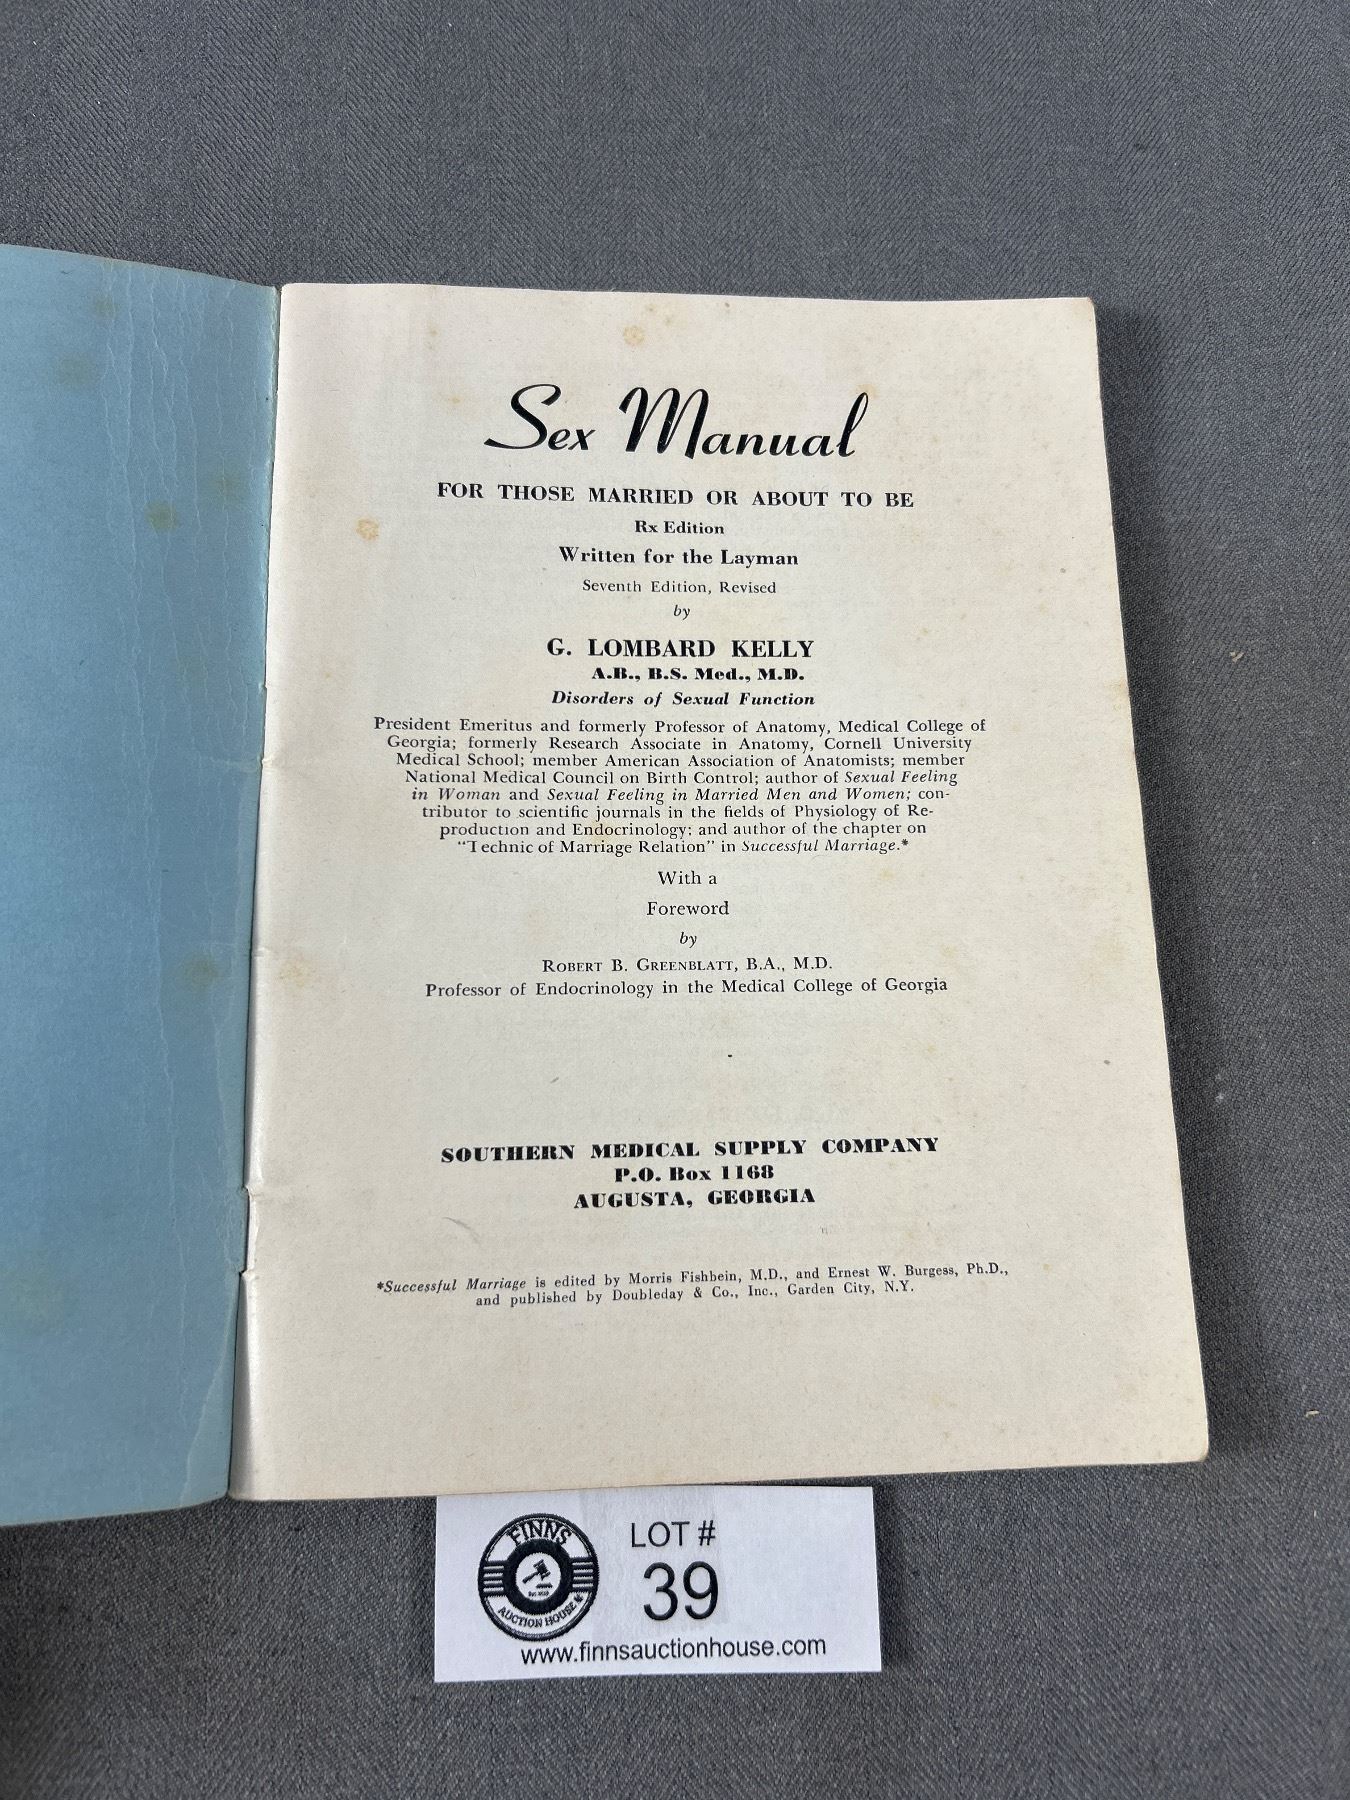 Sex Manual
FOR THOSE MARRIED OR ABOUT TO BE
Rx Edition
Written for the Layman
Seventh Edition, Revised
by
G. LOMBARD KELLY
A.B., B.S. Med., M.D.
Disorders of Sexual Function
President Emeritus and formerly Professor of Anatomy, Medical College of
Georgia; formerly Research Associate in Anatomy, Cornell University
Medical School; member American Association of Anatomists; member
National Medical Council on Birth Control; author of Sexual Feeling
in Woman and Sexual Feeling in Married Men and Women; con-
tributor to scientific journals in the fields of Physiology of Re-
production and Endocrinology; and author of the chapter on
"Technic of Marriage Relation" in Successful Marriage.*
With a
Foreword
by
ROBERT B. GREENBLATT, B.A., M.D.
Professor of Endocrinology in the Medical College of Georgia
SOUTHERN MEDICAL SUPPLY COMPANY
P.O. Box 1168
AUGUSTA, GEORGIA
*Successful Marriage is edited by Morris Fishbein, M.D., and Ernest W. Burgess, Ph.D.,
and published by Doubleday & Co., Inc., Garden City, N.Y.
FINNS
AUCTION HOUSE
LOT #
39
www.finnsauctionhouse.com